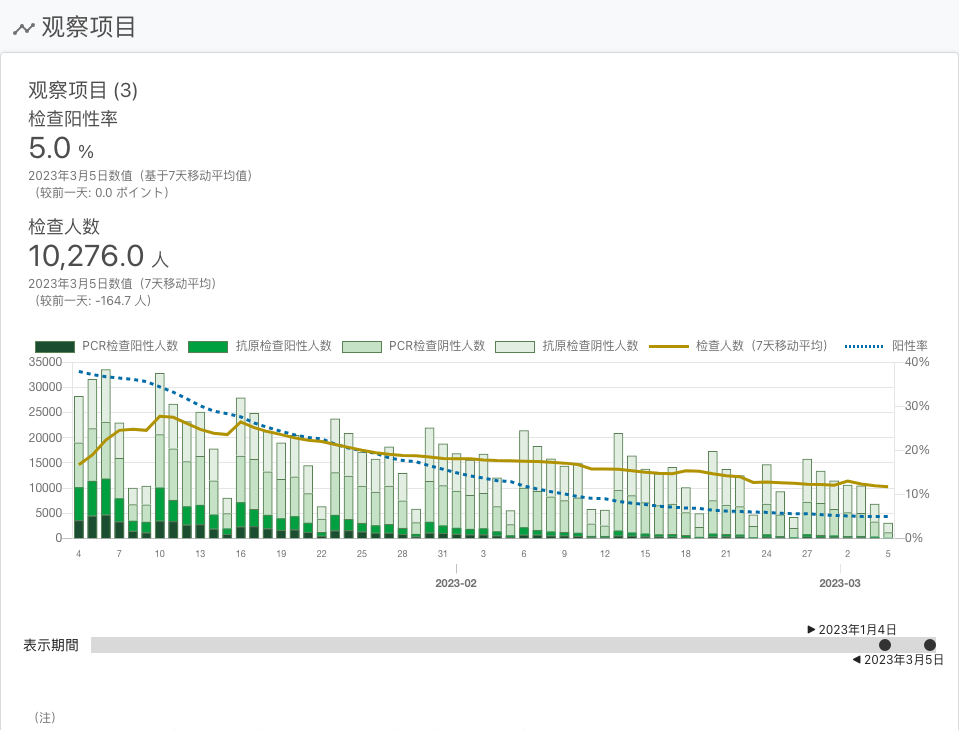 观察项目
观察项目 (3)
检查阳性率
5.0 %
2023年3月5日数值（基于7天移动平均值）
（较前一天: 0.0 ポイント）
检查人数
10,276.0 人
2023年3月5日数值（7天移动平均）
（较前一天: -164.7 人）
PCR检查阳性人数 抗原检查阳性人数 PCR检查阴性人数 抗原检查阴性人数 检查人数（7天移动平均） 阳性率
35000 40%
30000
25000 30%
20000
15000 20%
10000 10%
5000
0 0%
4 7 10 13 16 19 22 25 28 31 3 6 9 12 15 18 21 24 27 2 5
2023-02 2023-03
▶ 2023年1月4日
表示期間
◀ 2023年3月5日
（注）